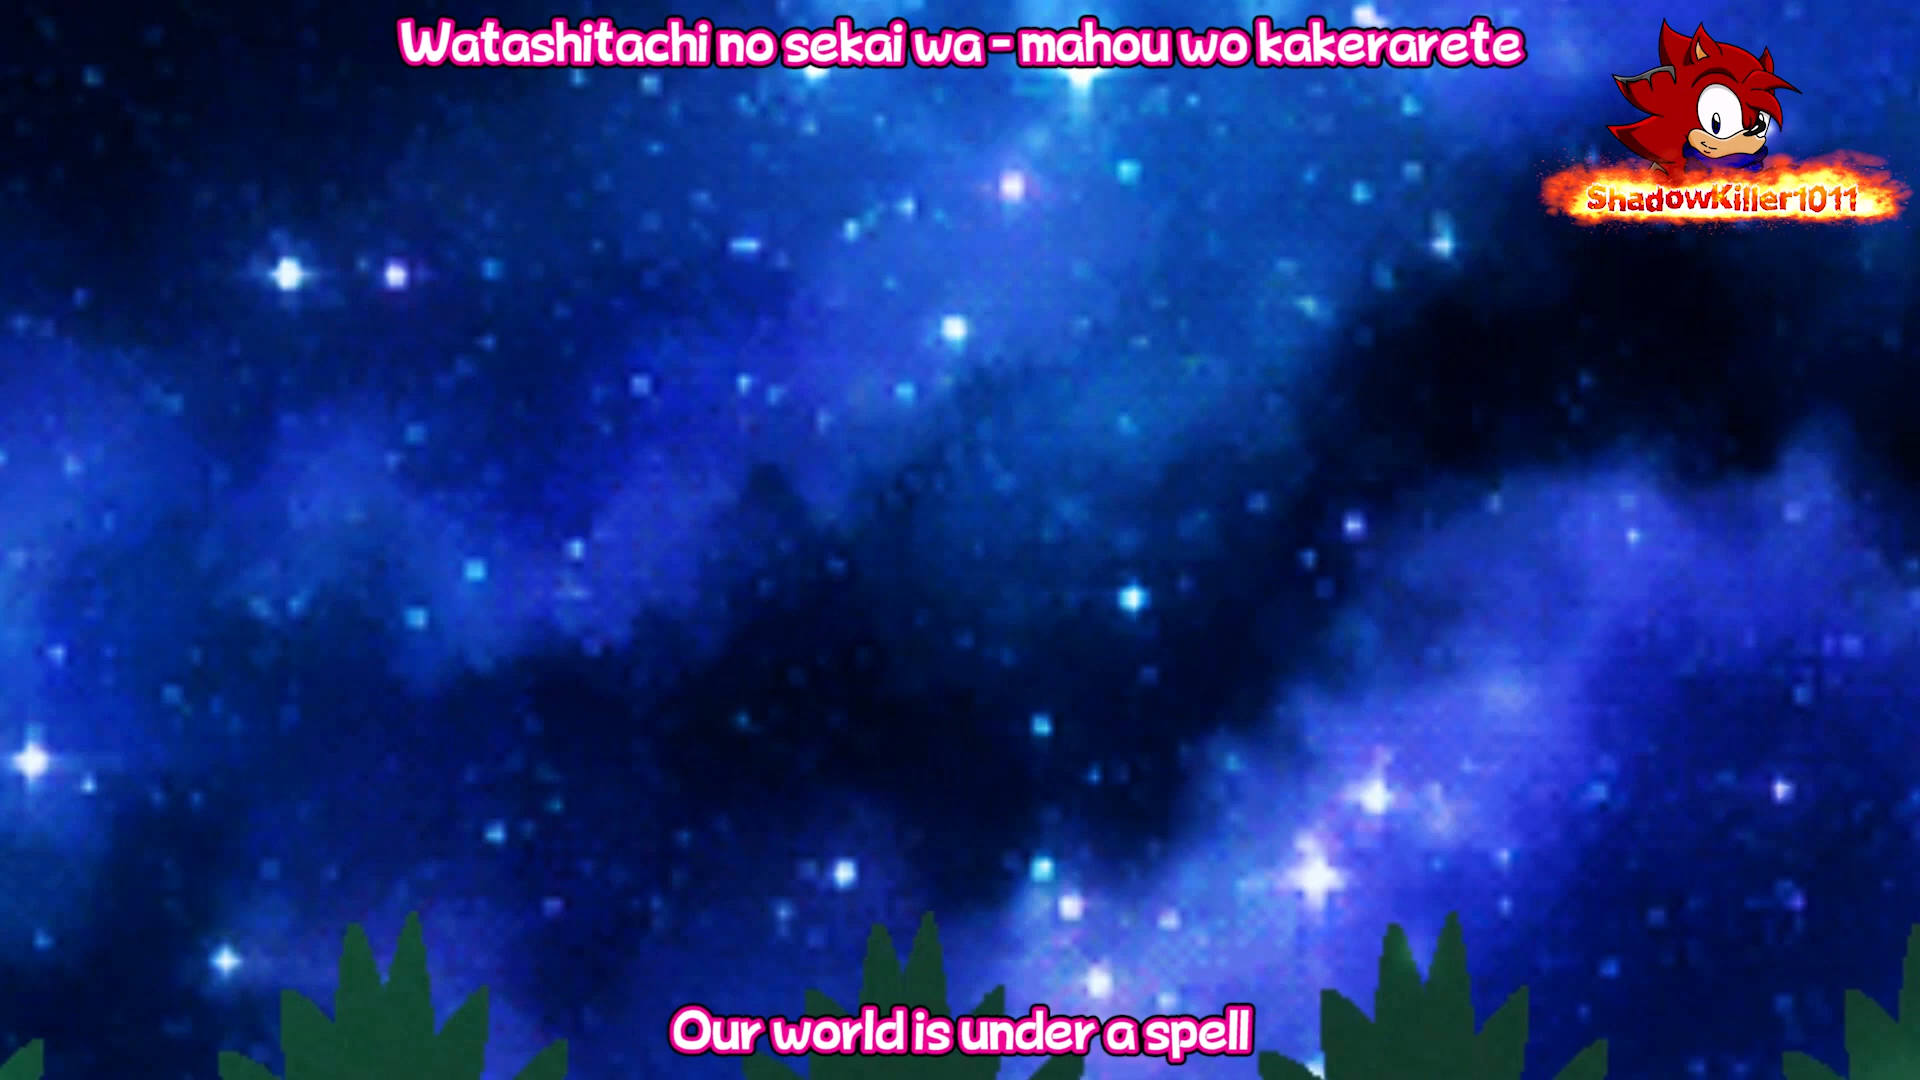 Watashitachi no sekai wa - mahou wo kakerarete
ShadowKiller1011
Our world is under a spell